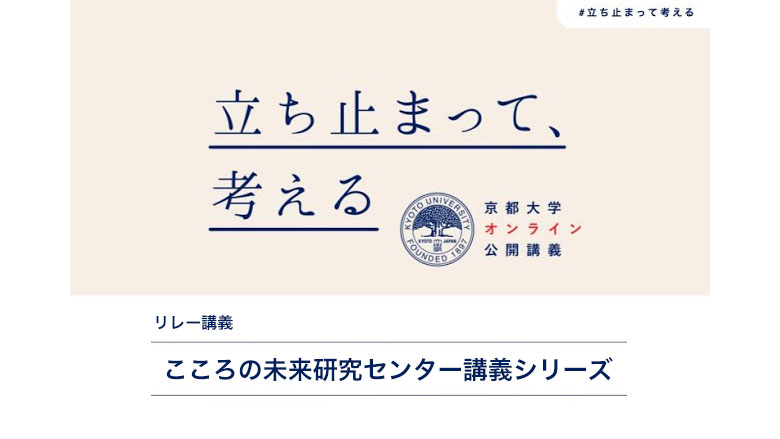 #立ち止まって考える
立ち止まって、
考える
KYOTO UNIVERSITY
KYOTO JAPAN
FOUNDED 1897
京都大学
オンライン
公開講義
リレー講義
こころの未来研究センター講義シリーズ